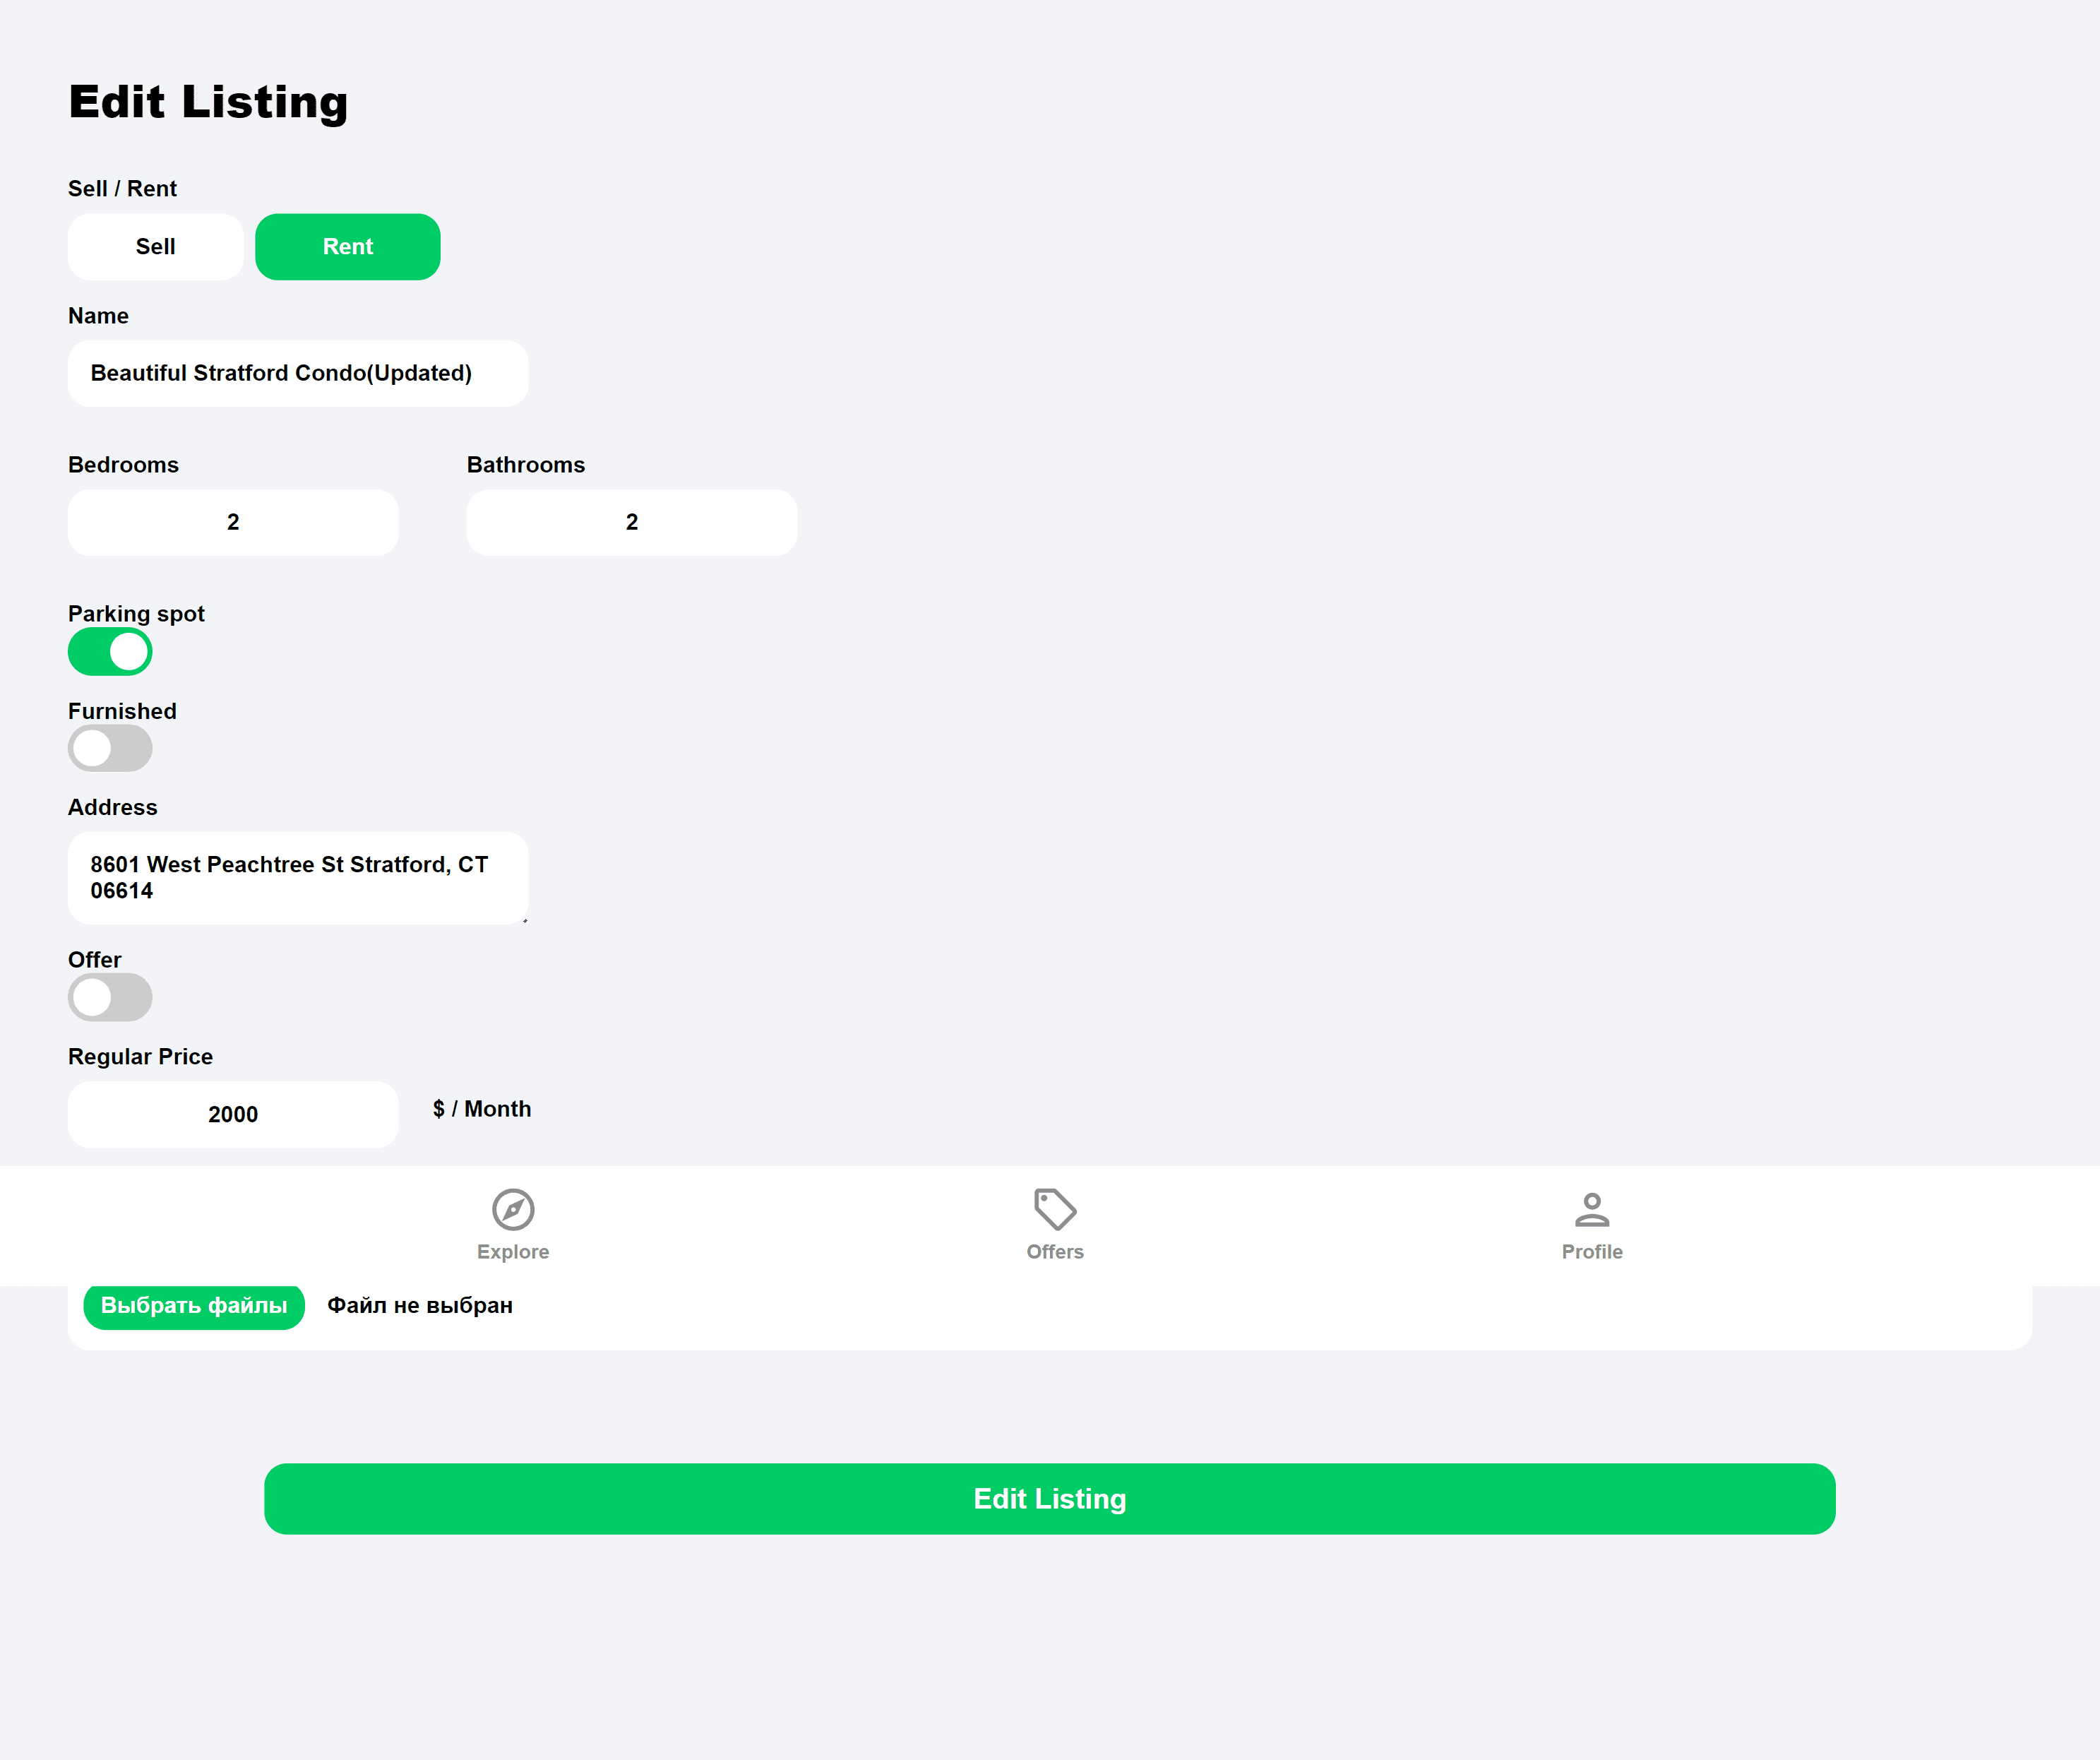 Edit Listing
Sell / Rent
Sell
Rent
Name
Beautiful Stratford Condo(Updated)
Bedrooms
Bathrooms
2
2
Parking spot
Furnished
Address
8601 West Peachtree St Stratford, CT
06614
Offer
Regular Price
2000
$ / Month
Explore
Offers
Profile
Выбрать файлы
Файл не выбран
Edit Listing